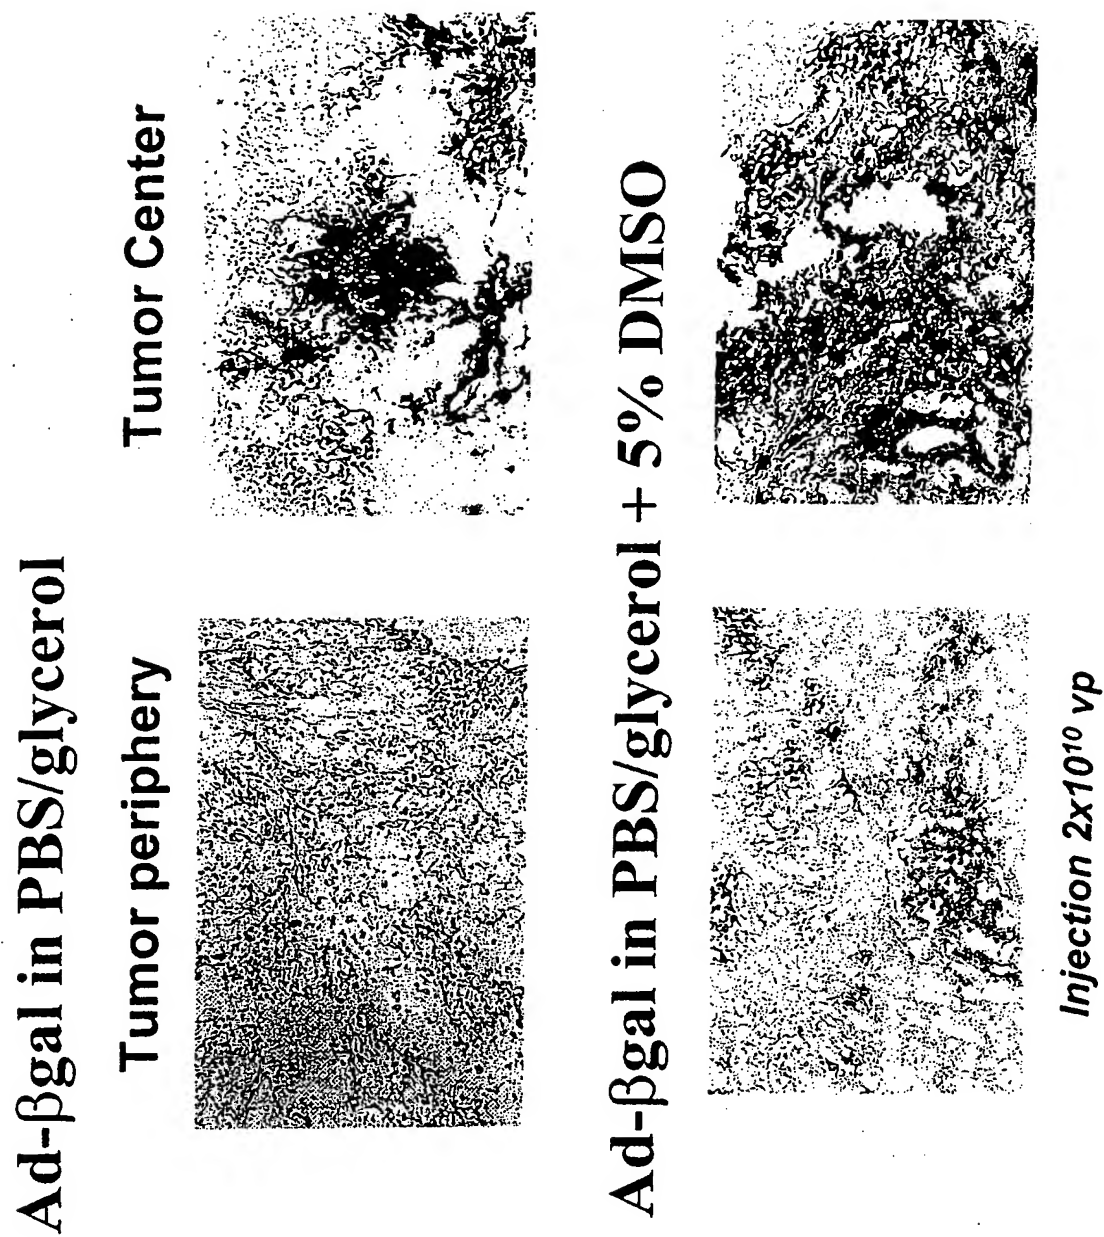 Ad-βgal in PBS/glycerol
Tumor periphery
Tumor Center
Ad-βgal in PBS/glycerol + 5% DMSO
Injection 2x10¹⁰ vp